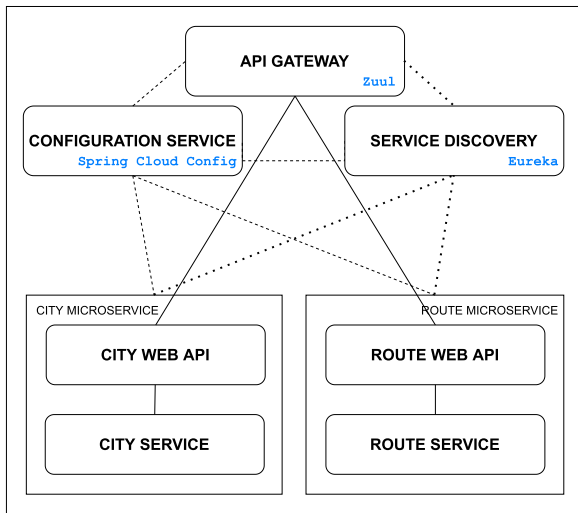 API GATEWAY
Zuul
CONFIGURATION SERVICE
Spring Cloud Config
SERVICE DISCOVERY
Eureka
CITY MICROSERVICE
CITY WEB API
CITY SERVICE
ROUTE MICROSERVICE
ROUTE WEB API
ROUTE SERVICE